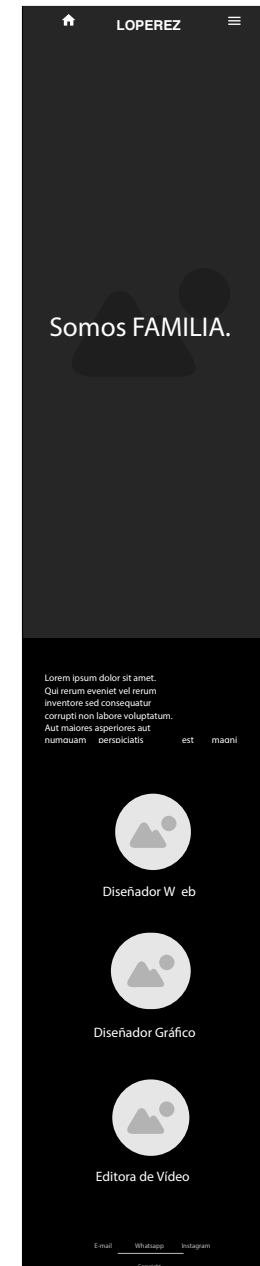 LOPEREZ
Somos FAMILIA.
Lorem ipsum dolor sit amet.
Qui rerum eveniet vel rerum
inventore sed consequatur
corrupti non labore voluptatum.
Aut maiores asperiores aut
numquam perspiciatis est magni
Diseñador W eb
Diseñador Gráfico
Editora de Vídeo
E-mail Whatsapp Instagram
Copyright